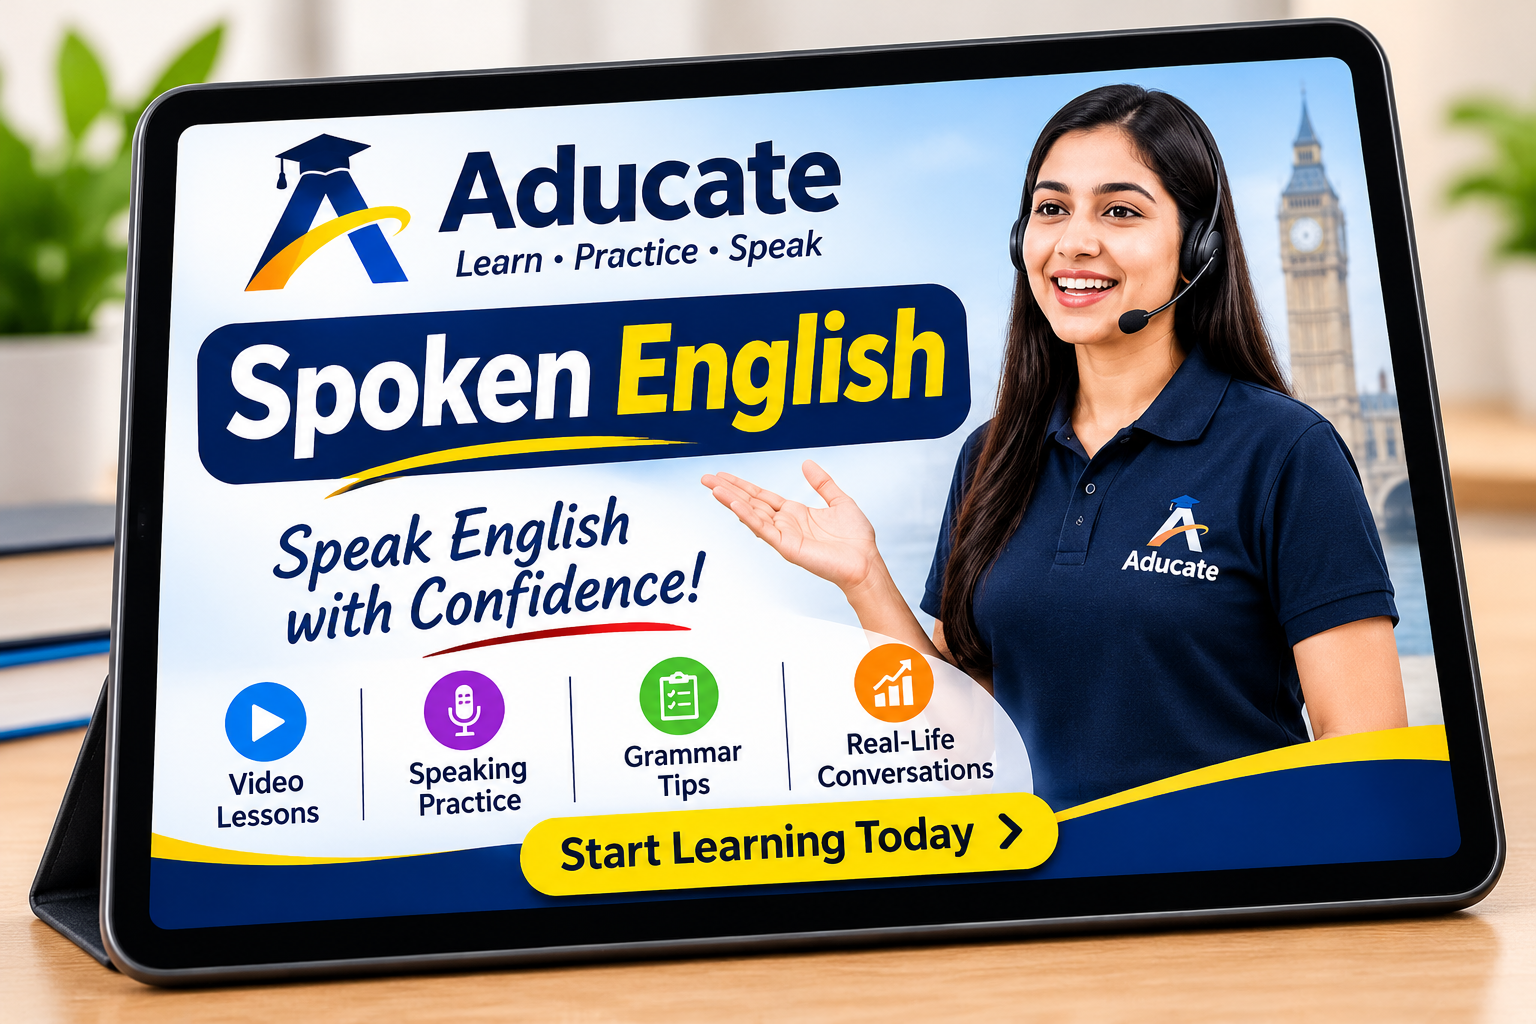 Aducate
Learn • Practice • Speak
Spoken English
Speak English
with Confidence!
Video
Lessons
Speaking
Practice
Grammar
Tips
Real-Life
Conversations
Start Learning Today
Aducate